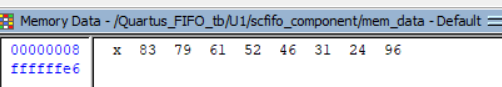 Memory Data - /Quartus_FIFO_tb/U1/scfifo_component/mem_data - Default
00000008 x 83 79 61 52 46 31 24 96
ffffffe6